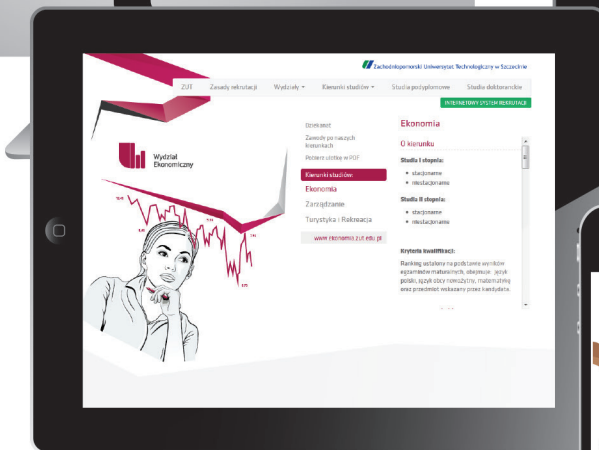 Zachodniopomorski Uniwersytet Technologiczny w Szczecinie
ZUT Zasady rekrutacji Wydziały Kierunki studiów Studia podyplomowe Studia doktoranckie
INTERNETOWY SYSTEM REKRUTACJI
Wydział
Ekonomiczny
Dziekanat
Zawody po naszych
kierunkach
Pobierz ulotkę w PDF
Kierunki studiów:
Ekonomia
Zarządzanie
Turystyka i Rekreacja
www.ekonomia.zut.edu.pl
Ekonomia
O kierunku
Studia I stopnia:
stacjonarne
niestacjonarne
Studia II stopnia:
stacjonarne
niestacjonarne
Kryteria kwalifikacji:
Ranking ustalony na podstawie wyników
egzaminów maturalnych, obejmuje: język
polski, język obcy nowożytny, matematykę
oraz przedmiot wskazany przez kandydata.